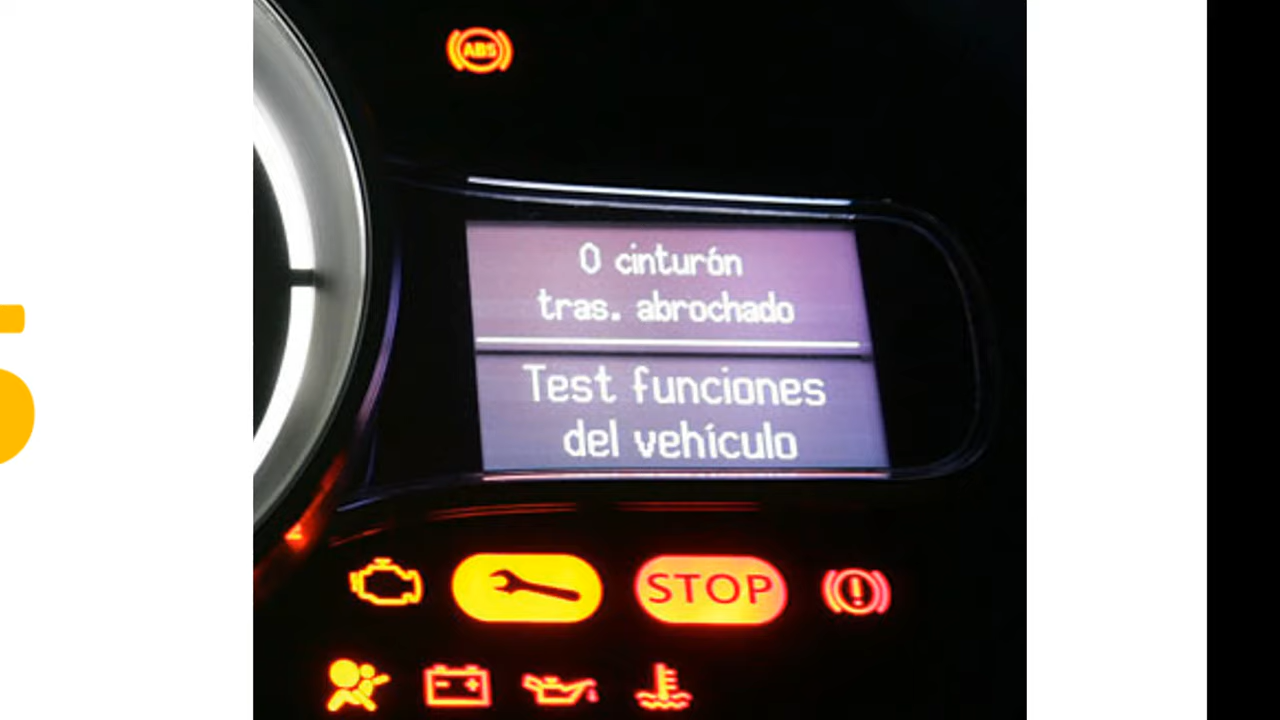 ABS
0 cinturón
tras. abrochado
Test funciones
del vehículo
STOP